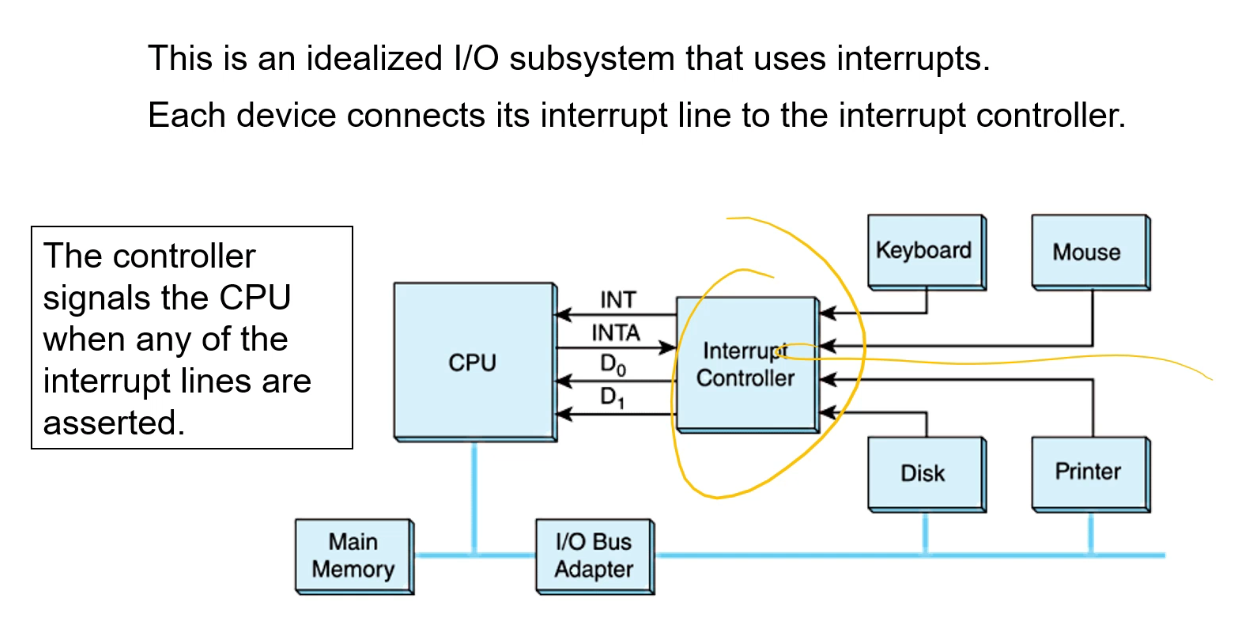 This is an idealized I/O subsystem that uses interrupts.
Each device connects its interrupt line to the interrupt controller.
The controller
signals the CPU
when any of the
interrupt lines are
asserted.
CPU
INT
INTA
D₀
D₁
Interrupt
Controller
Keyboard
Mouse
Disk
Printer
Main
Memory
I/O Bus
Adapter